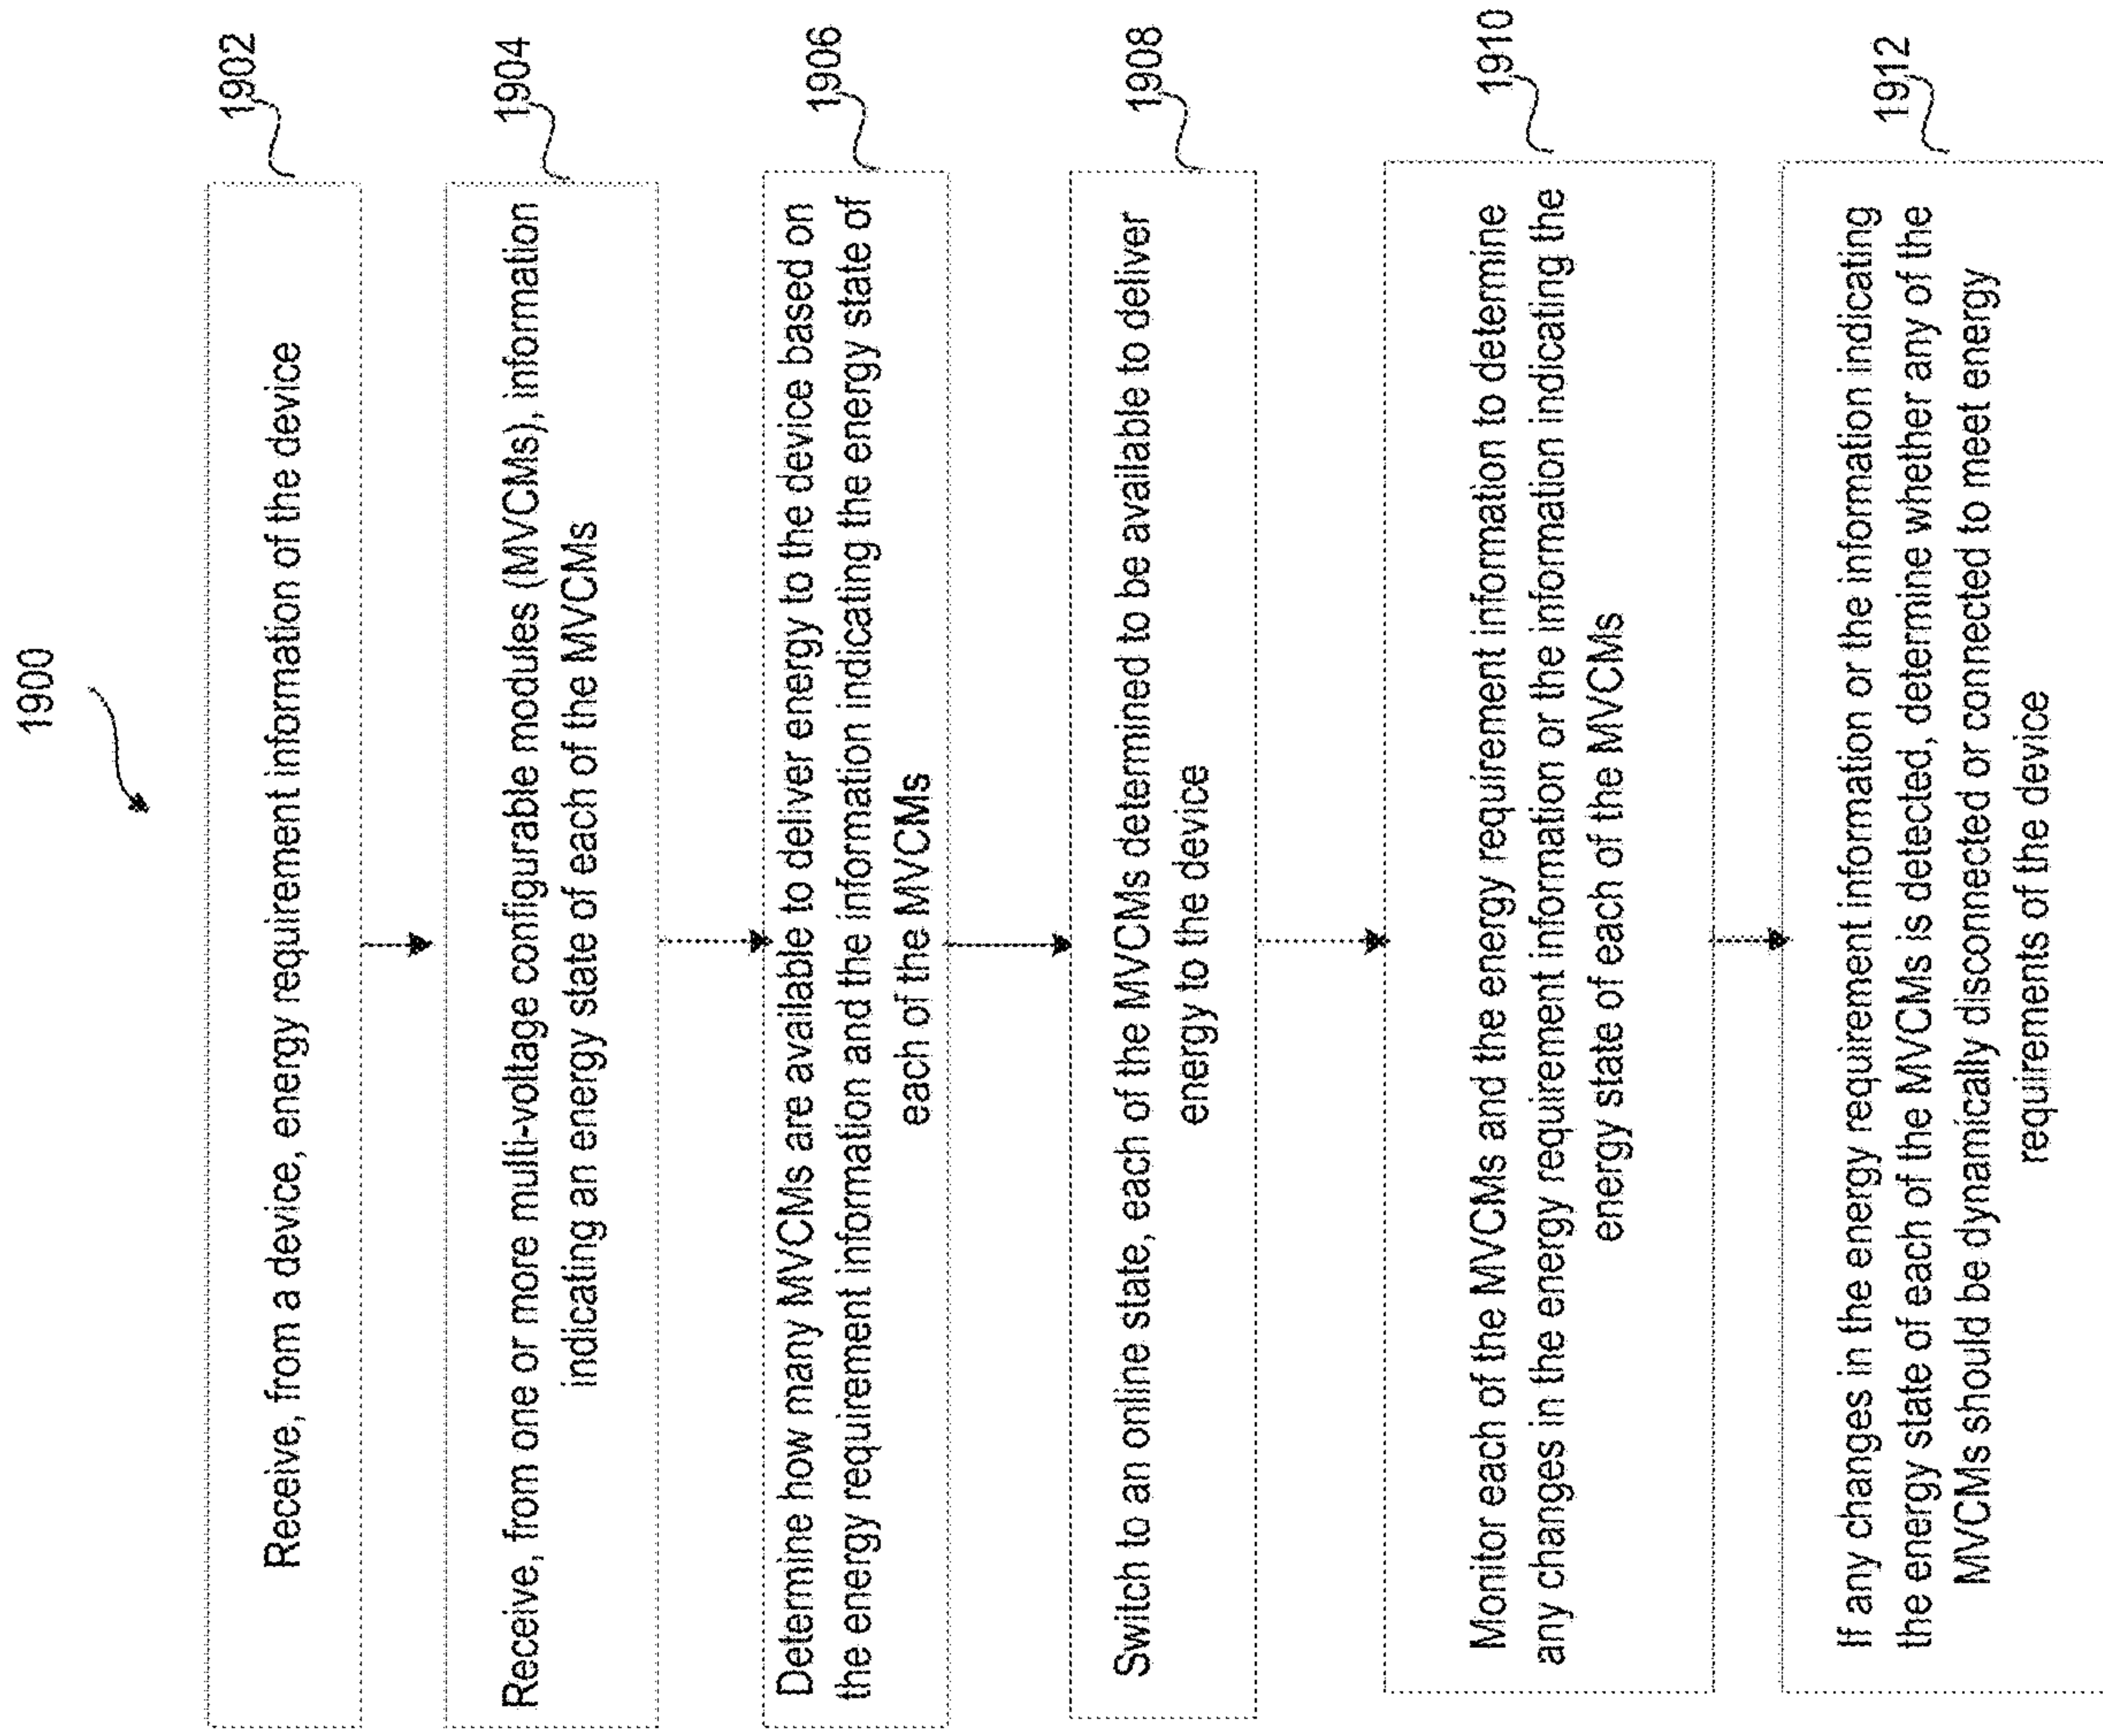 1900
1902
Receive, from a device, energy requirement information of the device
1904
Receive, from one or more multi-voltage configurable modules (MVCMs), information
indicating an energy state of each of the MVCMs
1906
Determine how many MVCMs are available to deliver energy to the device based on
the energy requirement information and the information indicating the energy state of
each of the MVCMs
1908
Switch to an online state, each of the MVCMs determined to be available to deliver
energy to the device
1910
Monitor each of the MVCMs and the energy requirement information to determine
any changes in the energy requirement information or the information indicating the
energy state of each of the MVCMs
1912
If any changes in the energy requirement information or the information indicating
the energy state of each of the MVCMs is detected, determine whether any of the
MVCMs should be dynamically disconnected or connected to meet energy
requirements of the device